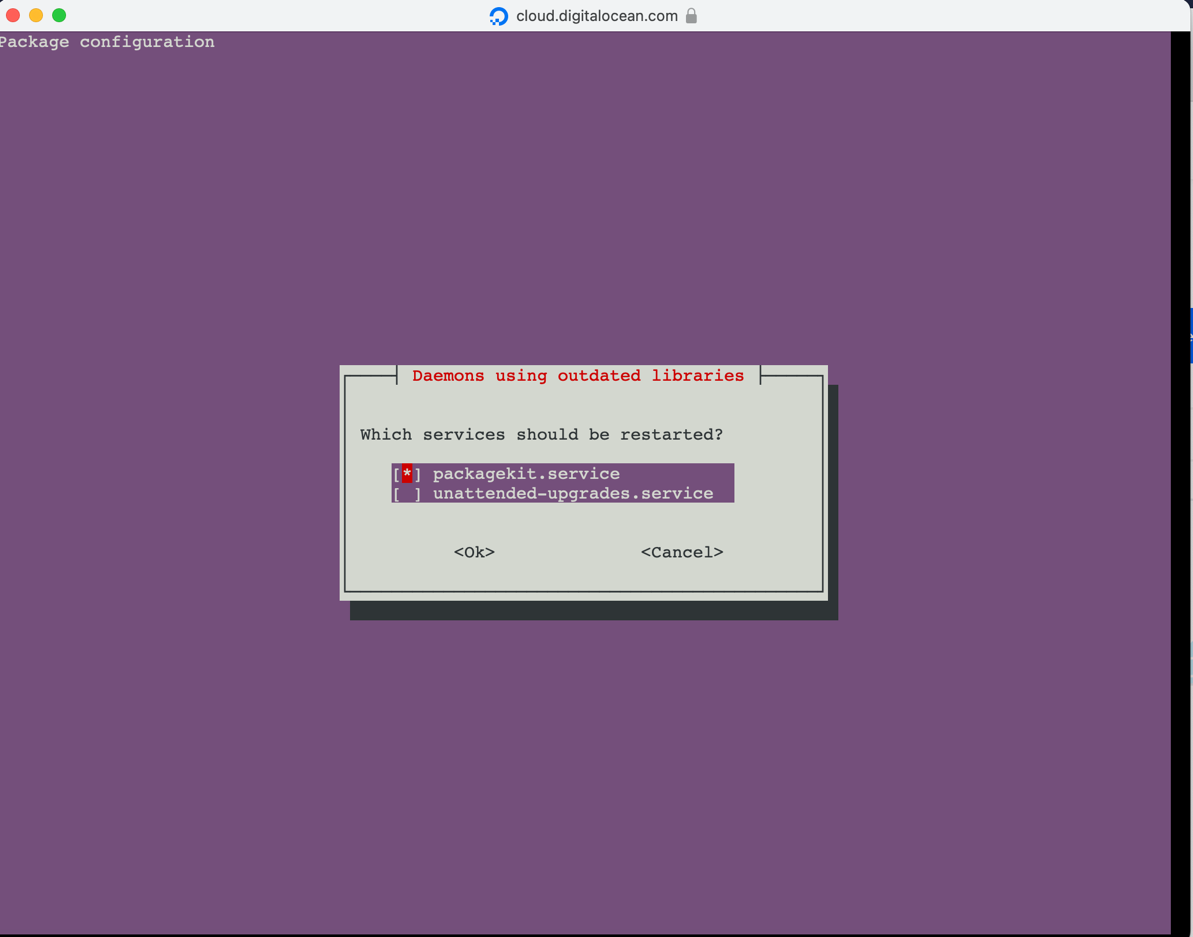 cloud.digitalocean.com
Package configuration
Daemons using outdated libraries
Which services should be restarted?
[*] packagekit.service
[ ] unattended-upgrades.service
<Ok> <Cancel>